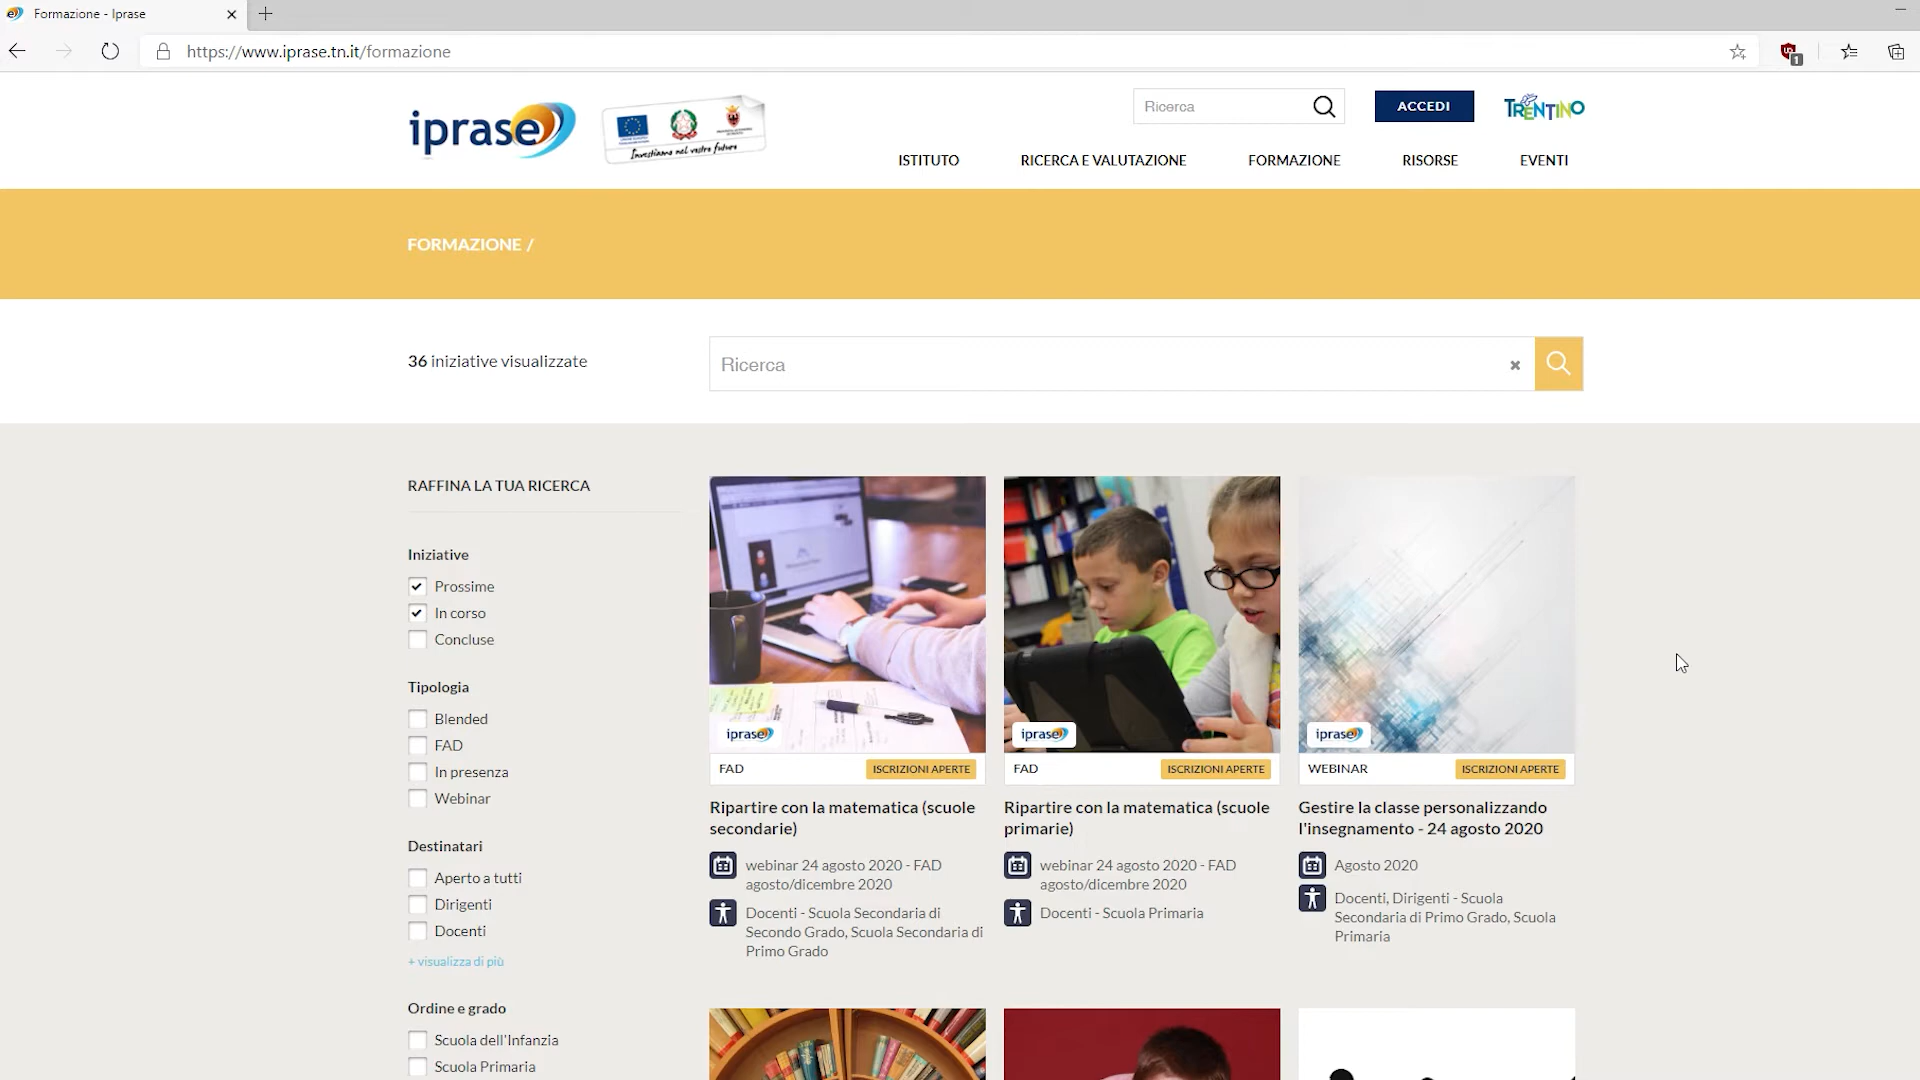 Formazione - Iprase
https://www.iprase.tn.it/formazione
1
iprase
Investiamo nel vostro futuro
Ricerca
ACCEDI
TRENTINO
ISTITUTO
RICERCA E VALUTAZIONE
FORMAZIONE
RISORSE
EVENTI
FORMAZIONE /
36 iniziative visualizzate
Ricerca
RAFFINA LA TUA RICERCA
Iniziative
Prossime
In corso
Concluse
Tipologia
Blended
FAD
In presenza
Webinar
Destinatari
Aperto a tutti
Dirigenti
Docenti
+ visualizza di più
Ordine e grado
Scuola dell'Infanzia
Scuola Primaria
iprase
FAD
ISCRIZIONI APERTE
Ripartire con la matematica (scuole
secondarie)
webinar 24 agosto 2020 - FAD
agosto/dicembre 2020
Docenti - Scuola Secondaria di
Secondo Grado, Scuola Secondaria di
Primo Grado
iprase
FAD
ISCRIZIONI APERTE
Ripartire con la matematica (scuole
primarie)
webinar 24 agosto 2020 - FAD
agosto/dicembre 2020
Docenti - Scuola Primaria
iprase
WEBINAR
ISCRIZIONI APERTE
Gestire la classe personalizzando
l'insegnamento - 24 agosto 2020
Agosto 2020
Docenti, Dirigenti - Scuola
Secondaria di Primo Grado, Scuola
Primaria